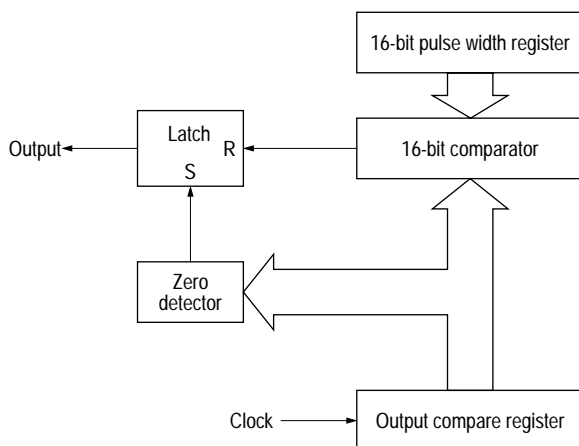 16-bit pulse width register
Latch
R
S
Output
16-bit comparator
Zero
detector
Clock
Output compare register